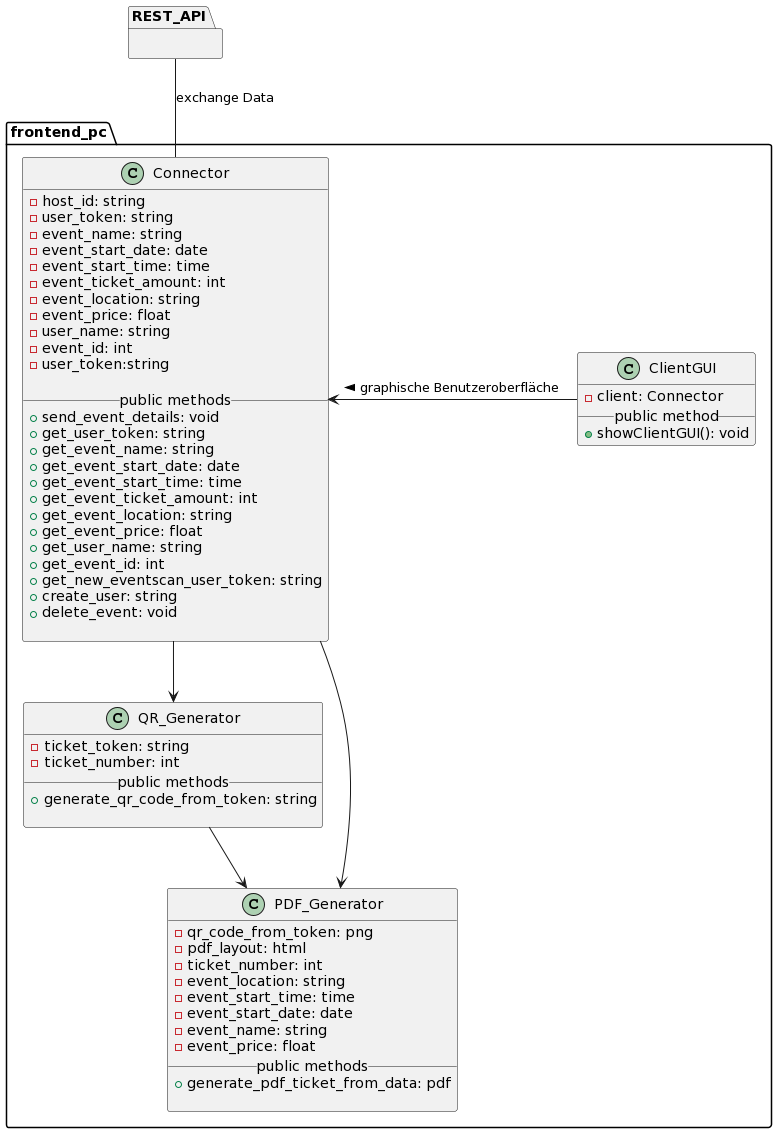 REST_API
exchange Data
frontend_pc
C Connector
host_id: string
user_token: string
event_name: string
event_start_date: date
event_start_time: time
event_ticket_amount: int
event_location: string
event_price: float
user_name: string
event_id: int
user_token:string
public methods
send_event_details: void
get_user_token: string
get_event_name: string
get_event_start_date: date
get_event_start_time: time
get_event_ticket_amount: int
get_event_location: string
get_event_price: float
get_user_name: string
get_event_id: int
get_new_eventscan_user_token: string
create_user: string
delete_event: void
graphische Benutzeroberfläche
C ClientGUI
client: Connector
public method
showClientGUI(): void
C QR_Generator
ticket_token: string
ticket_number: int
public methods
generate_qr_code_from_token: string
C PDF_Generator
qr_code_from_token: png
pdf_layout: html
ticket_number: int
event_location: string
event_start_time: time
event_start_date: date
event_name: string
event_price: float
public methods
generate_pdf_ticket_from_data: pdf